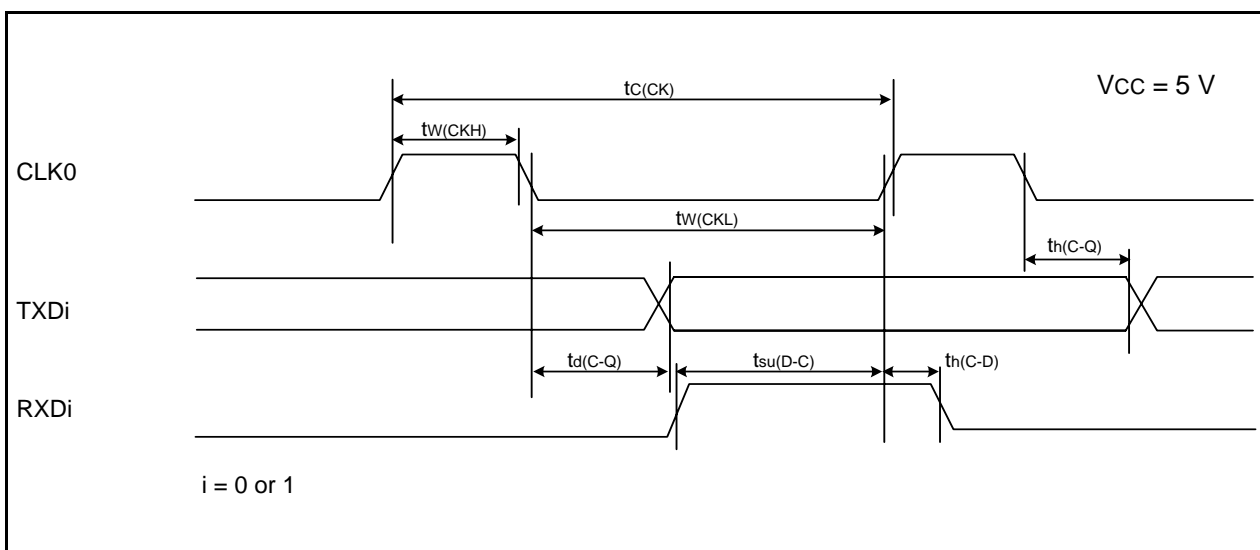 tC(CK)
VCC = 5 V
tW(CKH)
CLK0
tW(CKL)
th(C-Q)
TXDi
td(C-Q)
tsu(D-C)
th(C-D)
RXDi
i = 0 or 1